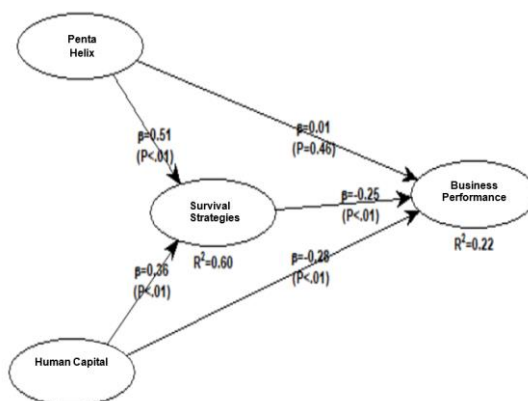 Penta
Helix
β=0.51
(P<.01)
β=0.01
(P=0.46)
Survival
Strategies
R²=0.60
β=-0.25
(P<.01)
Business
Performance
R²=0.22
β=0.36
(P<.01)
β=-0.28
(P<.01)
Human Capital